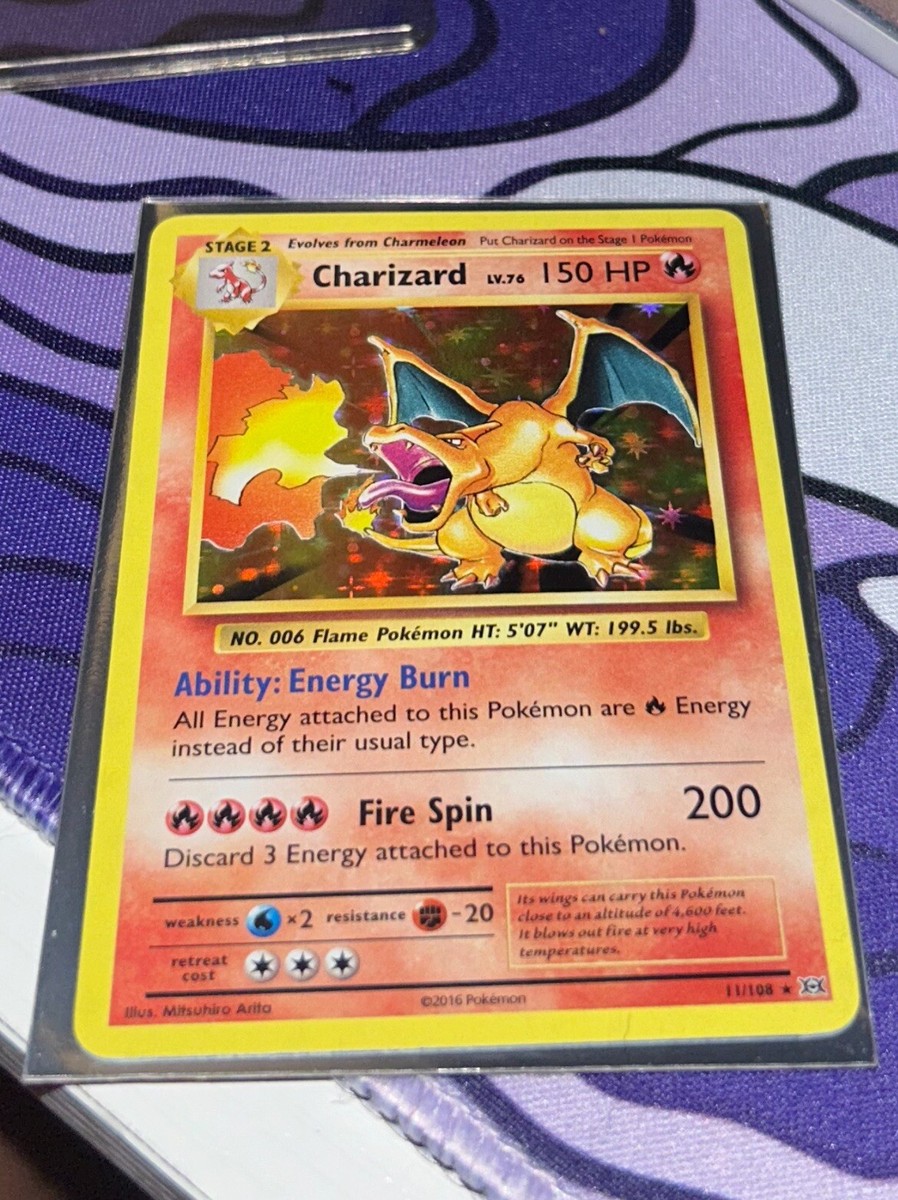 STAGE 2 Evolves from Charmeleon Put Charizard on the Stage 1 Pokémon
Charizard LV.76 150 HP
NO. 006 Flame Pokémon HT: 5'07" WT: 199.5 lbs.
Ability: Energy Burn
All Energy attached to this Pokémon are Energy
instead of their usual type.
Fire Spin 200
Discard 3 Energy attached to this Pokémon.
weakness ×2 resistance -20
retreat
cost
Its wings can carry this Pokémon
close to an altitude of 4,600 feet.
It blows out fire at very high
temperatures.
Illus. Mitsuhiro Arita ©2016 Pokémon 11/108 ★